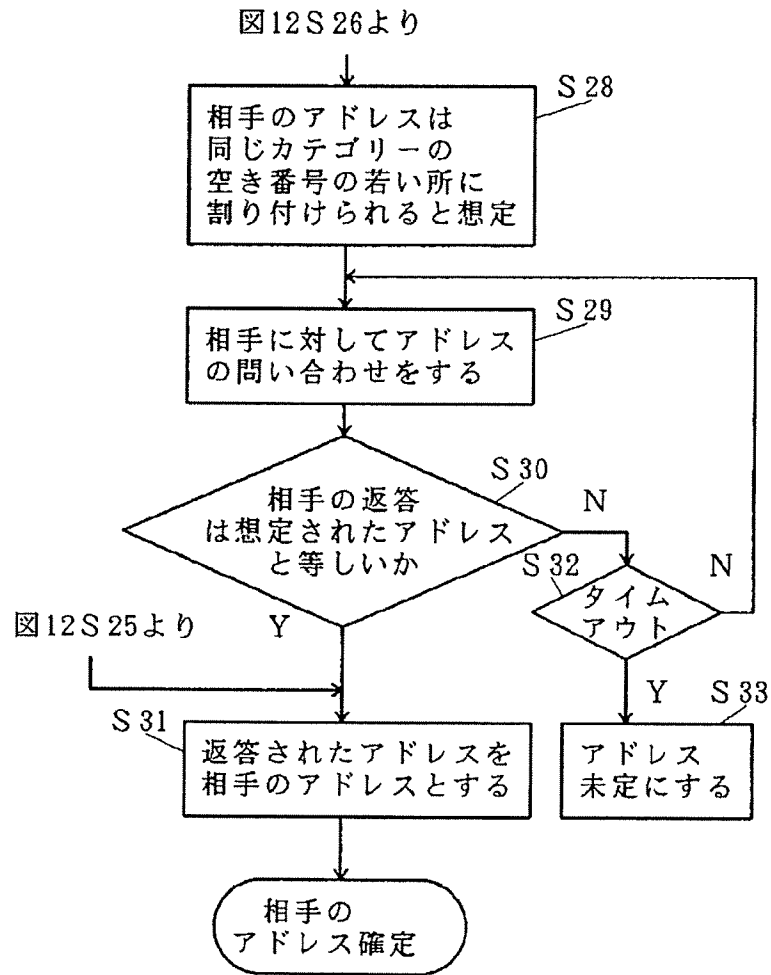 図12S26より
S28
相手のアドレスは
同じカテゴリーの
空き番号の若い所に
割り付けられると想定
S29
相手に対してアドレス
の問い合わせをする
S30
相手の返答
は想定されたアドレス
と等しいか
N
S32
タイム
アウト
N
Y
図12S25より
Y
S33
アドレス
未定にする
S31
返答されたアドレスを
相手のアドレスとする
相手の
アドレス確定